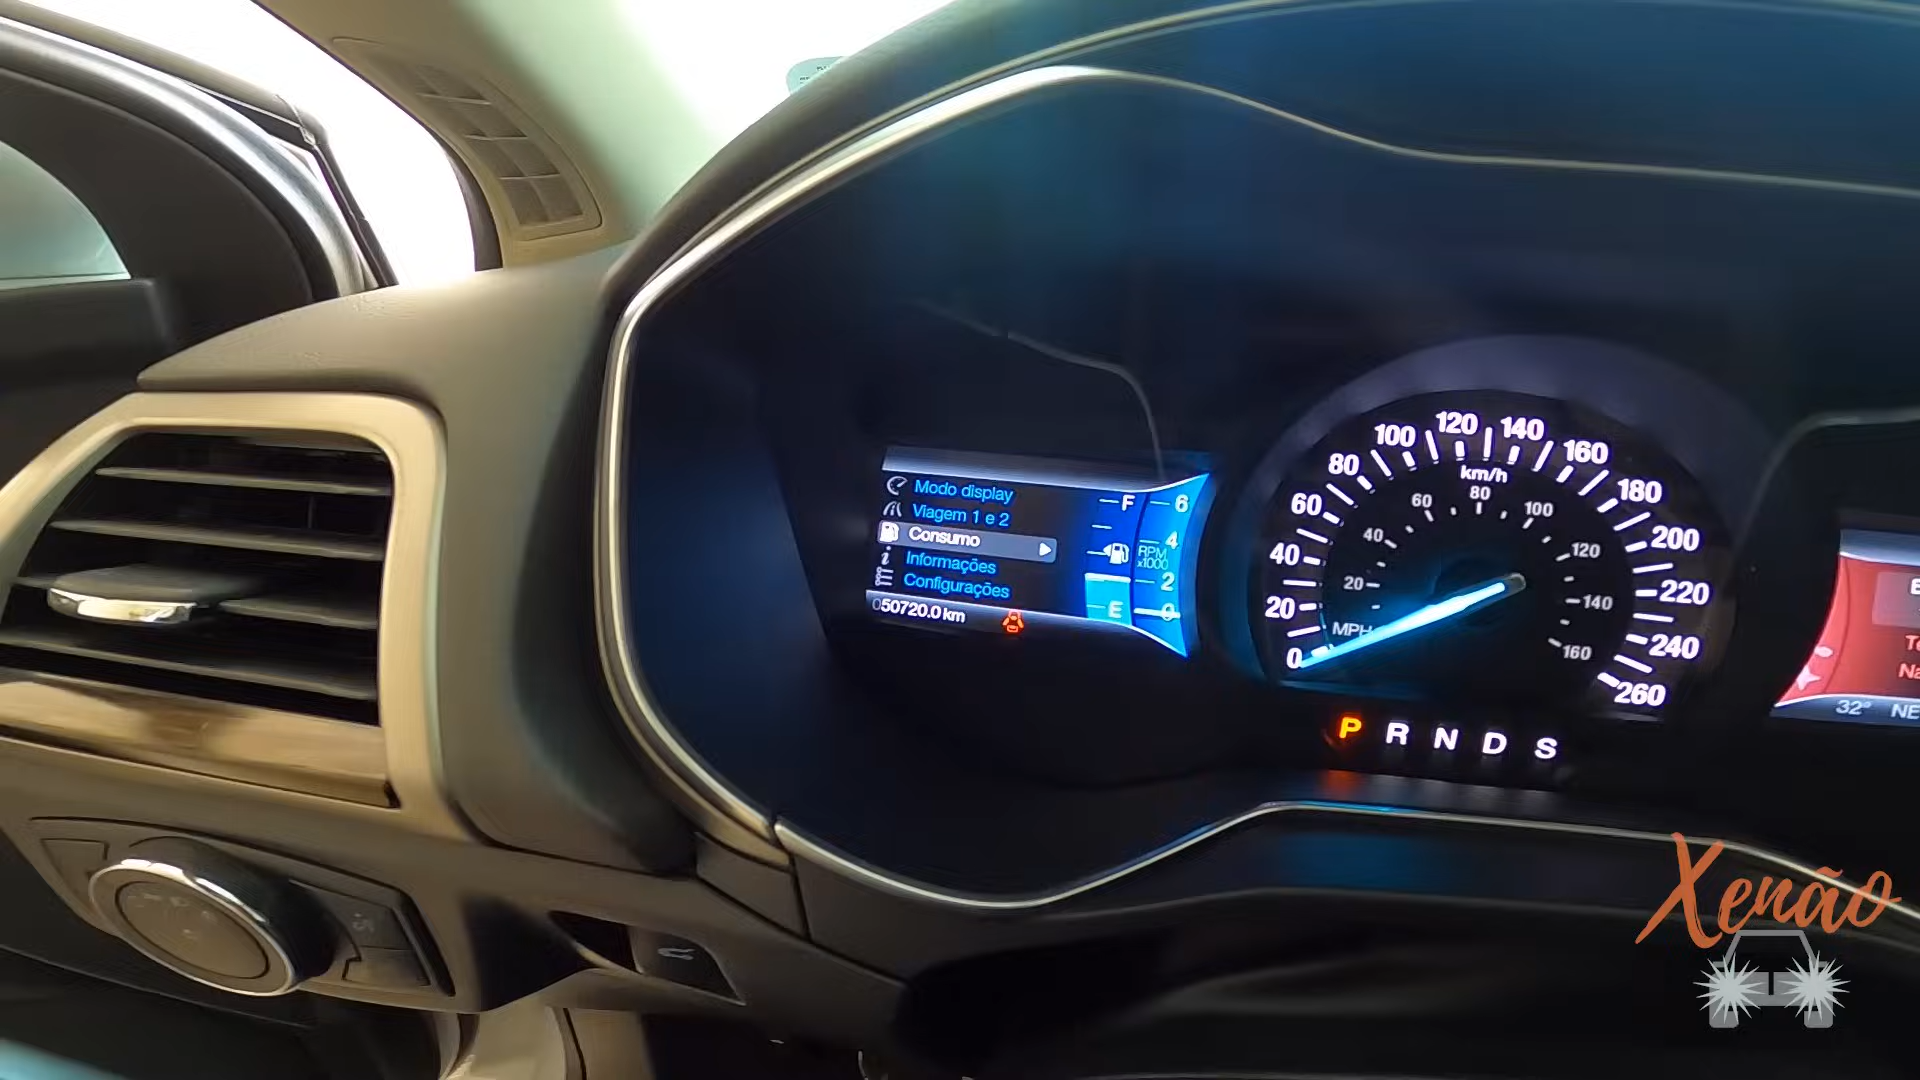 Modo display
Viagem 1 e 2
Consumo
Informações
Configurações
050720.0 km
F
E
6
4
RPM
x1000
2
0
0
20
40
60
80
100
120
140
160
180
200
220
240
260
km/h
MPH
20
40
60
80
100
120
140
160
P R N D S
32° NE
Xenão